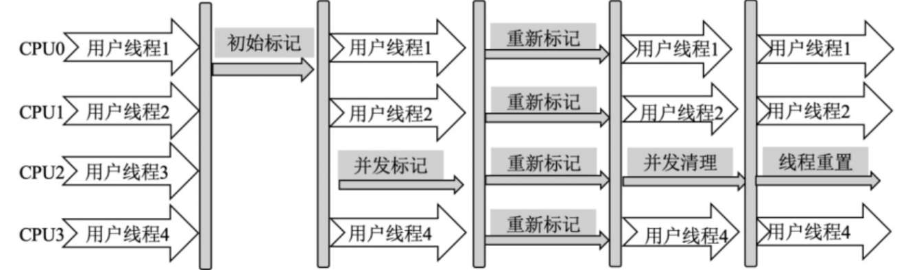 CPU0 用户线程1 初始标记 用户线程1 重新标记 用户线程1 用户线程1
CPU1 用户线程2 用户线程2 重新标记 用户线程2 用户线程2
CPU2 用户线程3 并发标记 重新标记 并发清理 线程重置
CPU3 用户线程4 用户线程4 重新标记 用户线程4 用户线程4